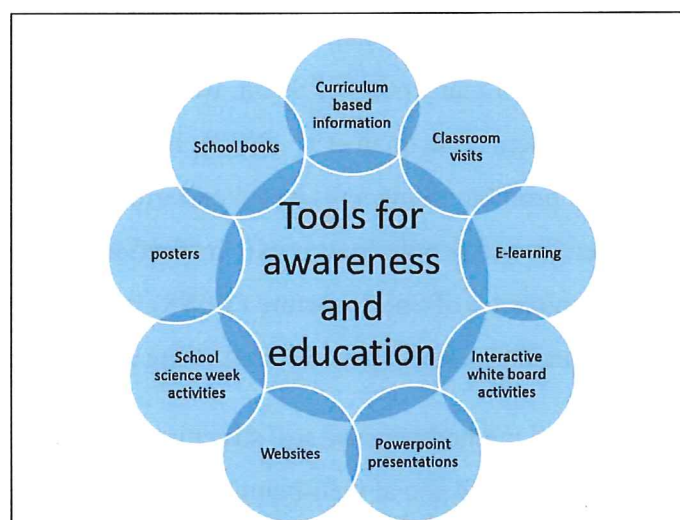 Tools for
awareness
and
education
Curriculum
based
information
Classroom
visits
E-learning
Interactive
white board
activities
Powerpoint
presentations
Websites
School
science week
activities
posters
School books